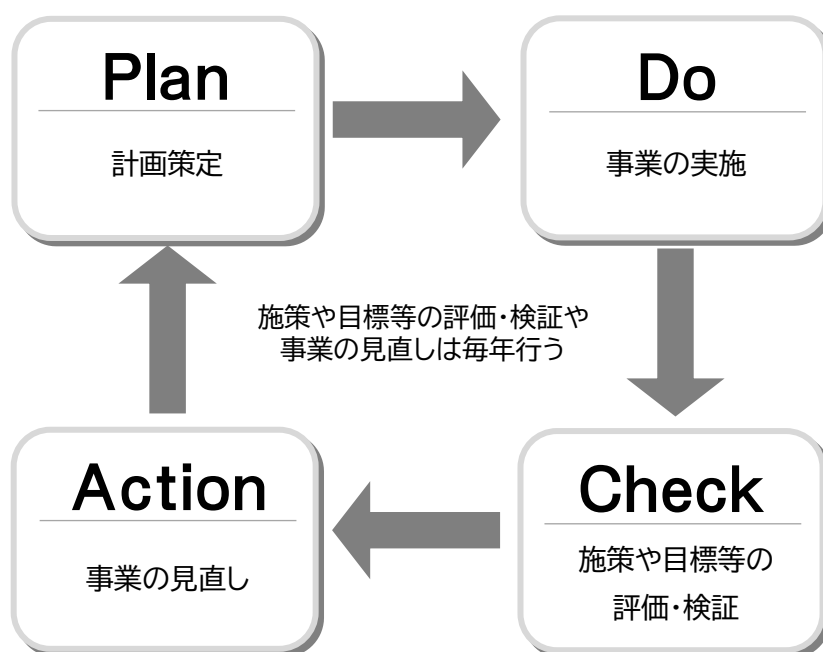 Plan
計画策定
Do
事業の実施
施策や目標等の評価・検証や
事業の見直しは毎年行う
Action
事業の見直し
Check
施策や目標等の
評価・検証